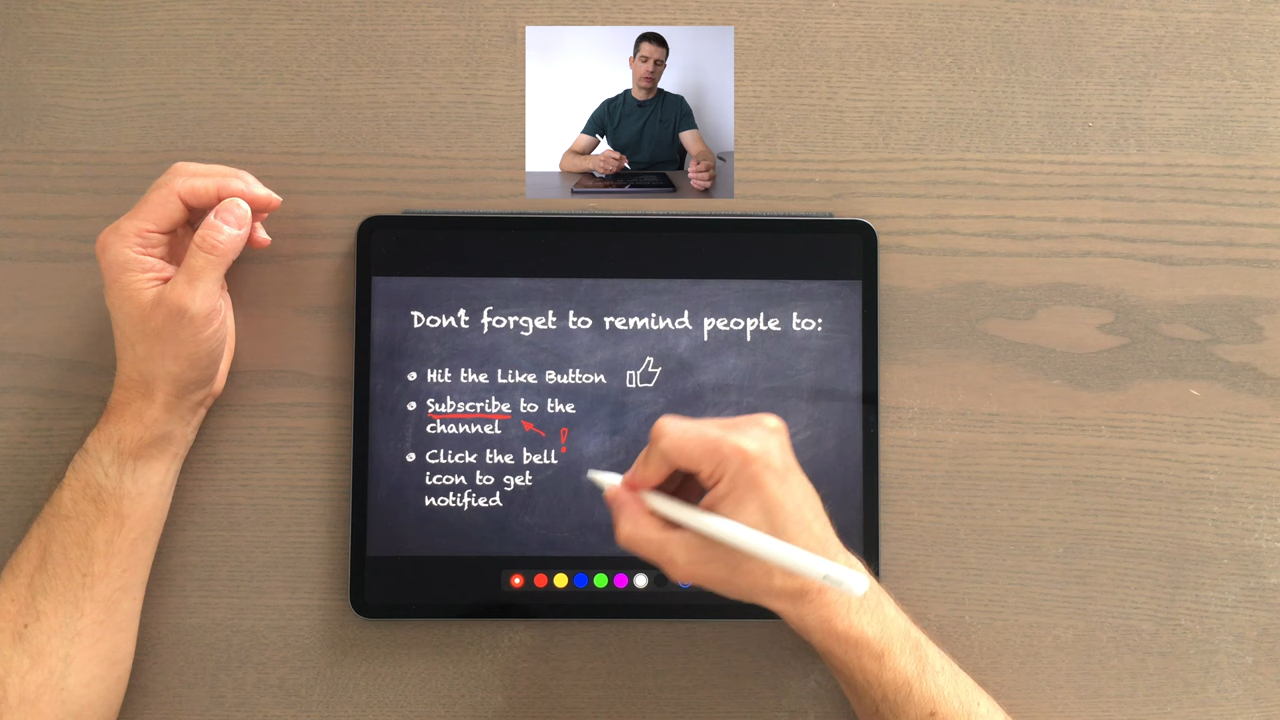 Don't forget to remind people to:
Hit the Like Button
Subscribe to the
channel
!
Click the bell
icon to get
notified